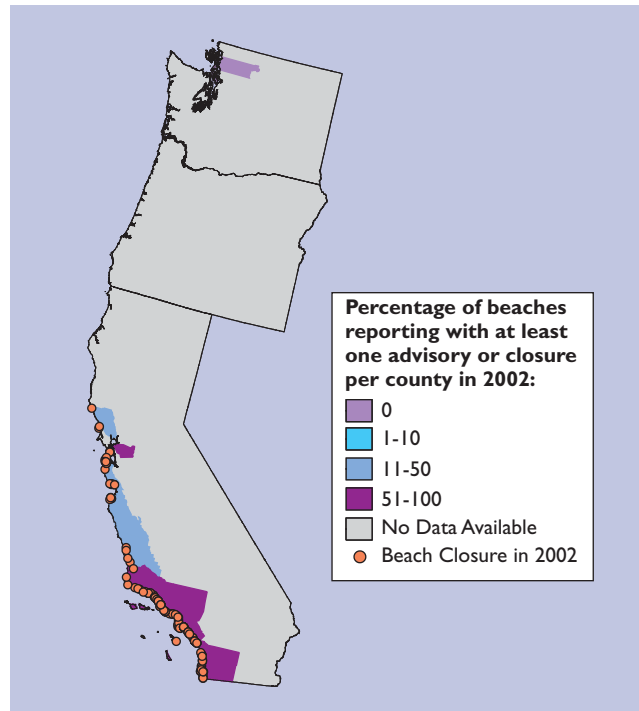 Percentage of beaches
reporting with at least
one advisory or closure
per county in 2002:
0
1-10
11-50
51-100
No Data Available
Beach Closure in 2002